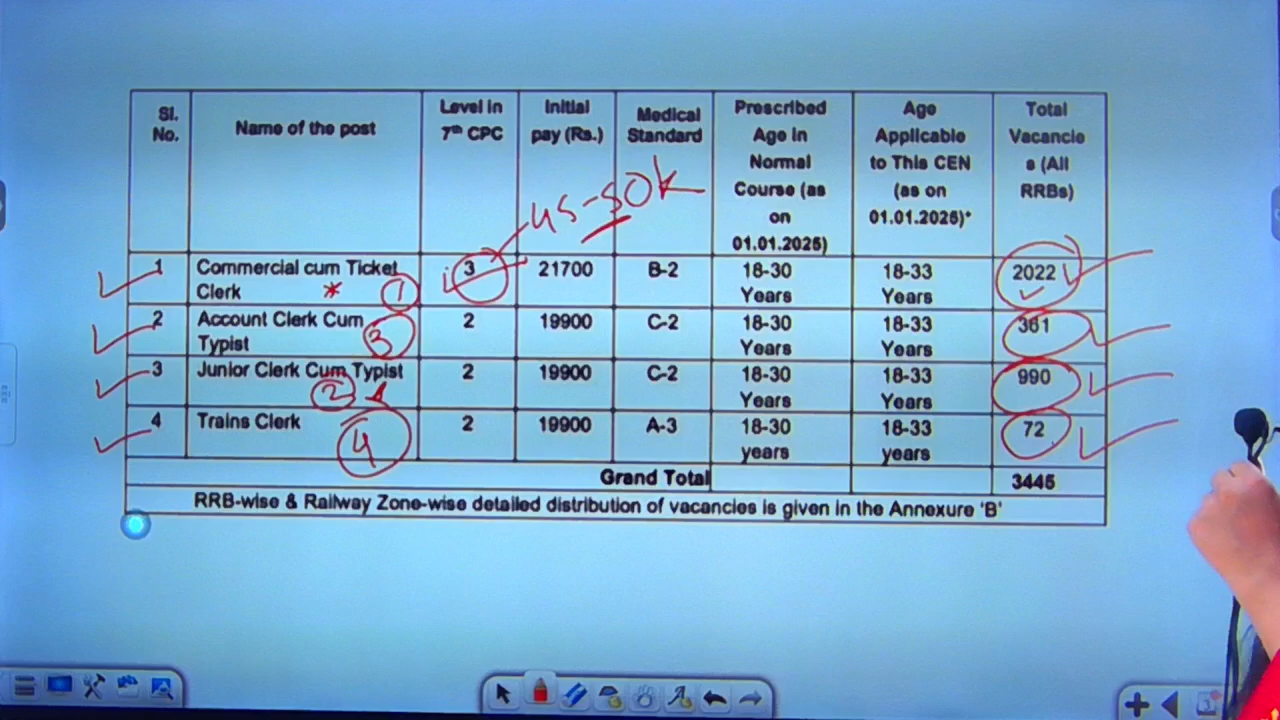 Sl. No.
Name of the post
Level in 7th CPC
Initial pay (Rs.)
Medical Standard
Prescribed Age in Normal Course (as on 01.01.2025)
Age Applicable to This CEN (as on 01.01.2025)*
Total Vacancie s (All RRBs)
45-50K
1 Commercial cum Ticket Clerk * 1 3 21700 B-2 18-30 Years 18-33 Years 2022
2 Account Clerk Cum Typist 3 2 19900 C-2 18-30 Years 18-33 Years 361
3 Junior Clerk Cum Typist 2 2 19900 C-2 18-30 Years 18-33 Years 990
4 Trains Clerk 4 2 19900 A-3 18-30 years 18-33 years 72
Grand Total 3445
RRB-wise & Railway Zone-wise detailed distribution of vacancies is given in the Annexure 'B'